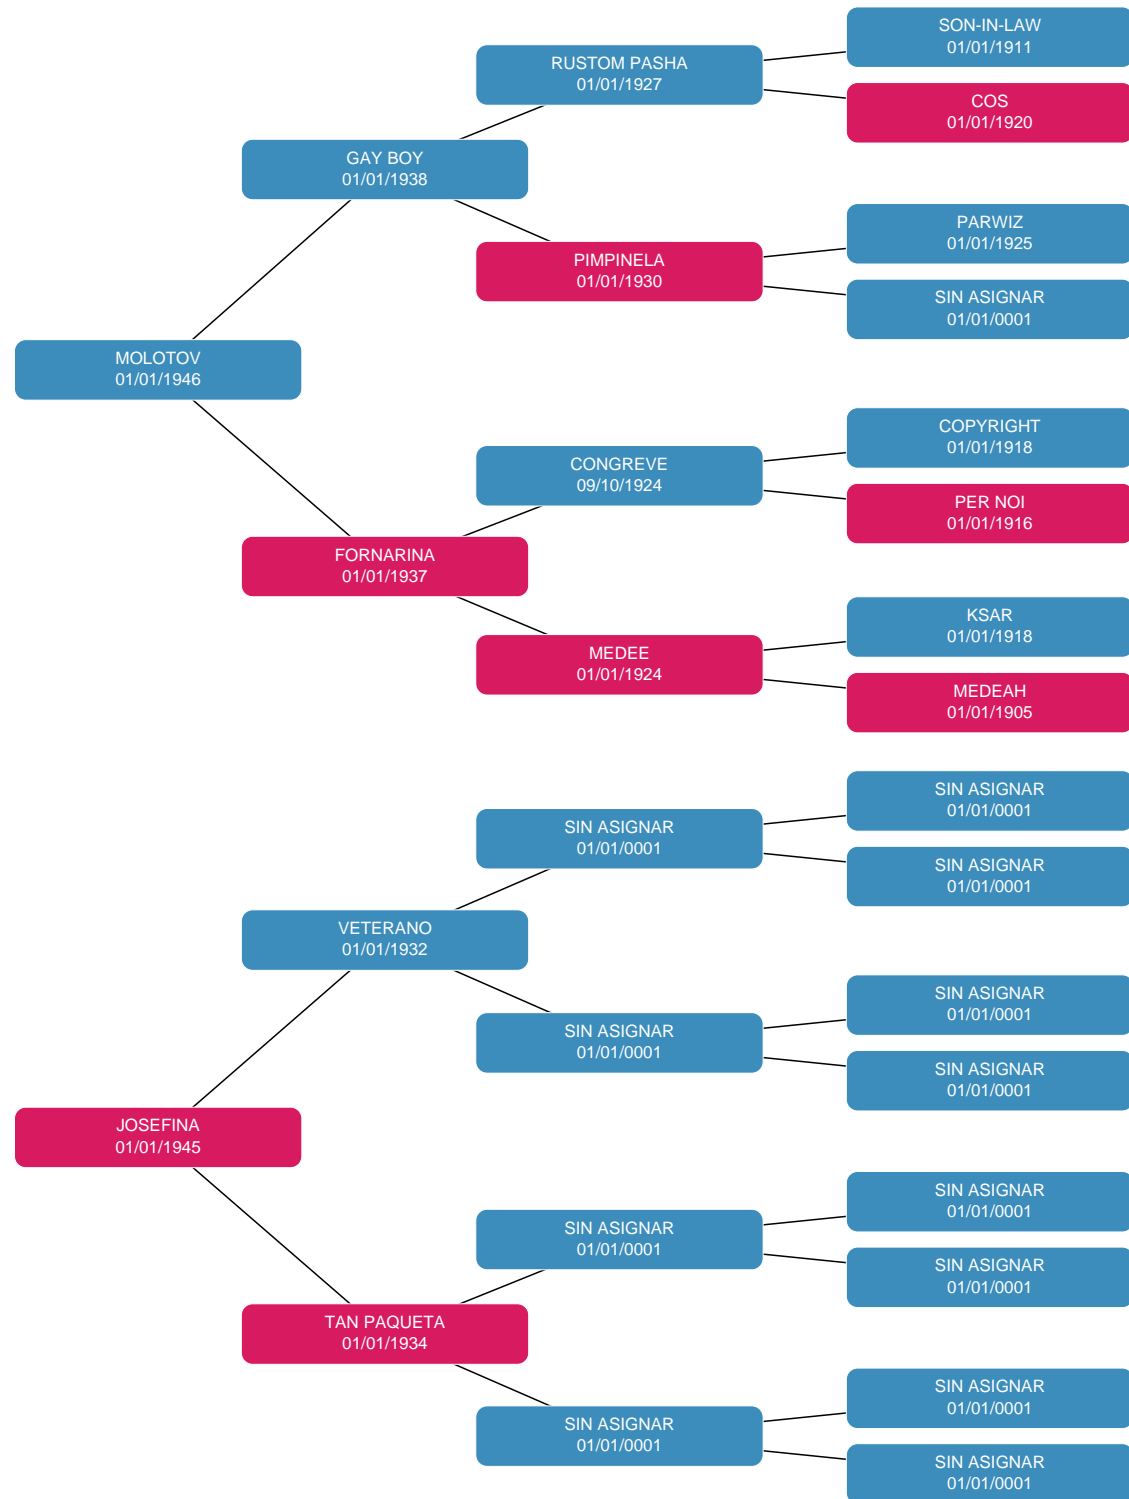 SON-IN-LAW
01/01/1911
RUSTOM PASHA
01/01/1927
COS
01/01/1920
GAY BOY
01/01/1938
PARWIZ
01/01/1925
PIMPINELA
01/01/1930
SIN ASIGNAR
01/01/0001
MOLOTOV
01/01/1946
COPYRIGHT
01/01/1918
CONGREVE
09/10/1924
PER NOI
01/01/1916
FORNARINA
01/01/1937
KSAR
01/01/1918
MEDEE
01/01/1924
MEDEAH
01/01/1905
SIN ASIGNAR
01/01/0001
SIN ASIGNAR
01/01/0001
SIN ASIGNAR
01/01/0001
VETERANO
01/01/1932
SIN ASIGNAR
01/01/0001
SIN ASIGNAR
01/01/0001
SIN ASIGNAR
01/01/0001
JOSEFINA
01/01/1945
SIN ASIGNAR
01/01/0001
SIN ASIGNAR
01/01/0001
SIN ASIGNAR
01/01/0001
TAN PAQUETA
01/01/1934
SIN ASIGNAR
01/01/0001
SIN ASIGNAR
01/01/0001
SIN ASIGNAR
01/01/0001